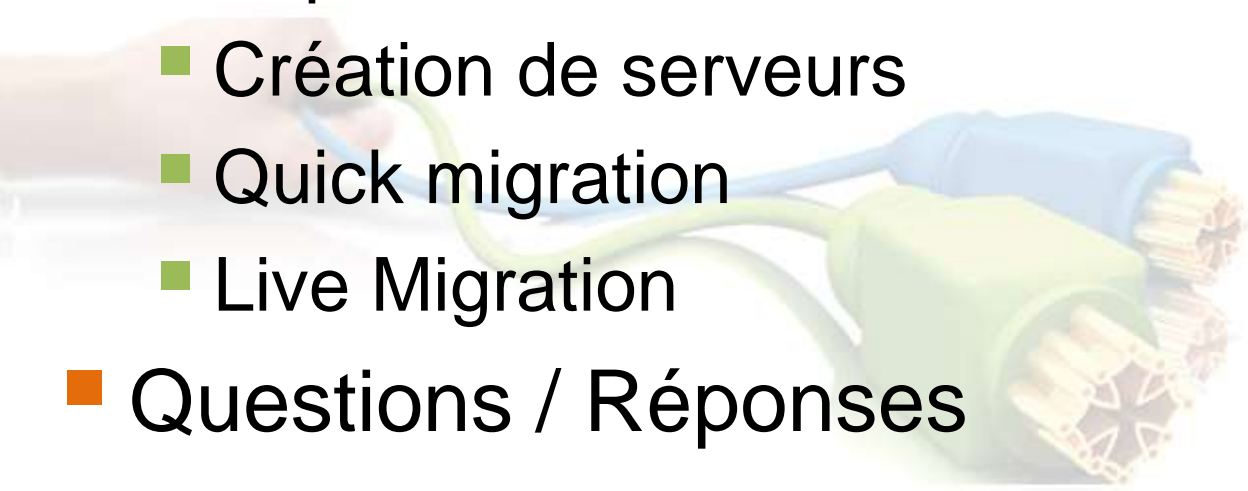 Création de serveurs
Quick migration
Live Migration
Questions / Réponses